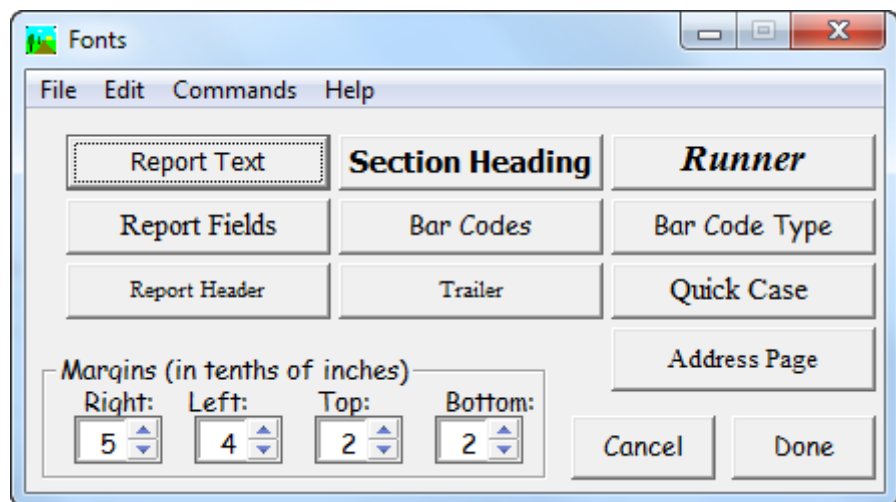 Fonts
File Edit Commands Help
Report Text Section Heading Runner
Report Fields Bar Codes Bar Code Type
Report Header Trailer Quick Case
Address Page
Margins (in tenths of inches)
Right: Left: Top: Bottom:
5 4 2 2
Cancel Done